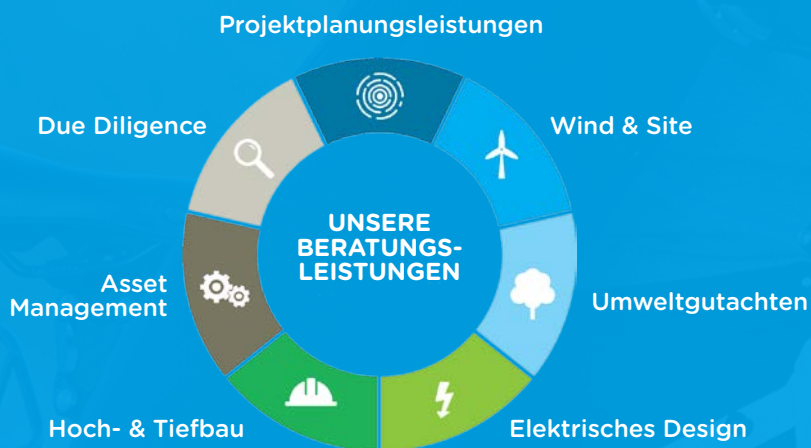 Projektplanungsleistungen
Due Diligence
Wind & Site
UNSERE
BERATUNGS-
LEISTUNGEN
Asset
Management
Umweltgutachten
Hoch- & Tiefbau
Elektrisches Design